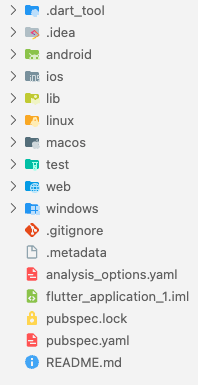 .dart_tool
.idea
android
ios
lib
linux
macos
test
web
windows
.gitignore
.metadata
analysis_options.yaml
flutter_application_1.iml
pubspec.lock
pubspec.yaml
README.md